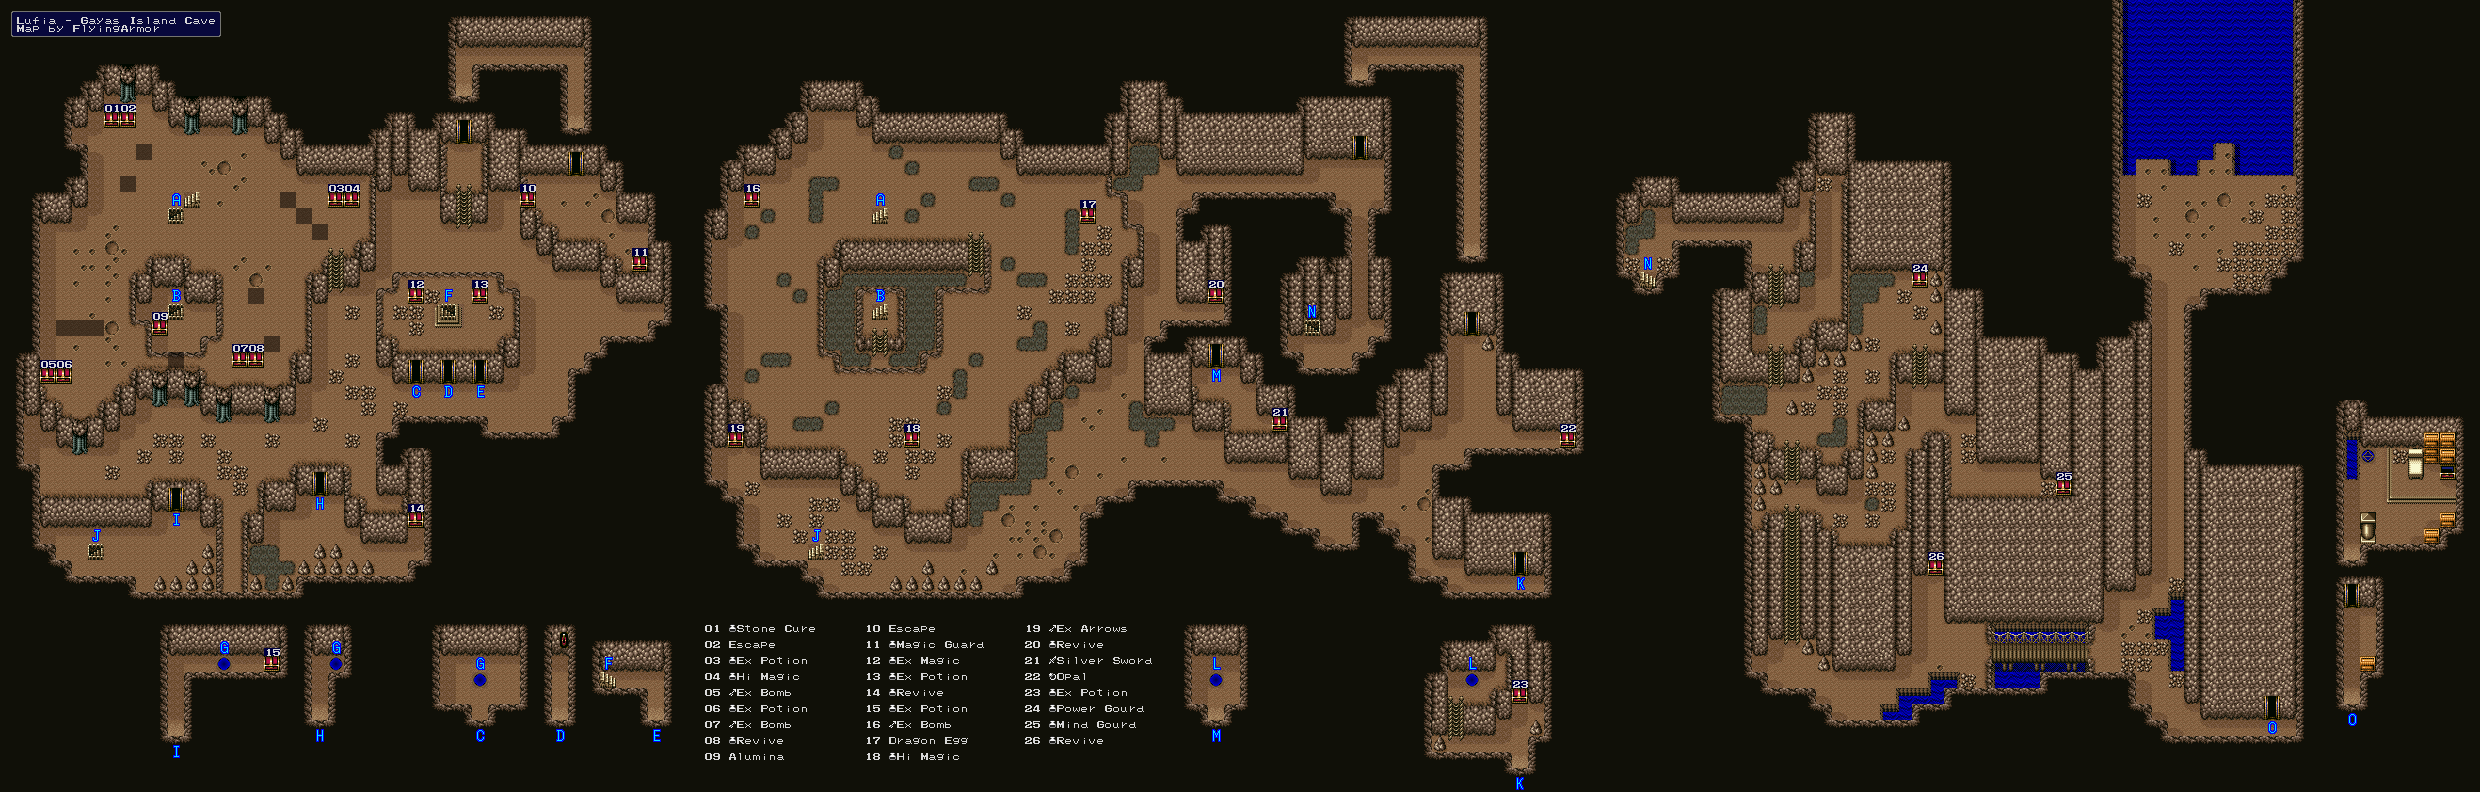 Lufia - Gayas Island Cave
Map by FlyingArmor
0102
0304
10
A
11
12
F
13
B
09
0506
0708
C
D
E
H
I
14
J
16
A
17
B
20
N
M
21
19
18
22
J
K
N
24
25
26
O
G
15
I
G
H
G
C
D
F
E
01 Stone Cure
02 Escape
03 Ex Potion
04 Hi Magic
05 Ex Bomb
06 Ex Potion
07 Ex Bomb
08 Revive
09 Alumina
10 Escape
11 Magic Guard
12 Ex Magic
13 Ex Potion
14 Revive
15 Ex Potion
16 Ex Bomb
17 Dragon Egg
18 Hi Magic
19 Ex Arrows
20 Revive
21 Silver Sword
22 Opal
23 Ex Potion
24 Power Gourd
25 Mind Gourd
26 Revive
L
M
L
23
K
O